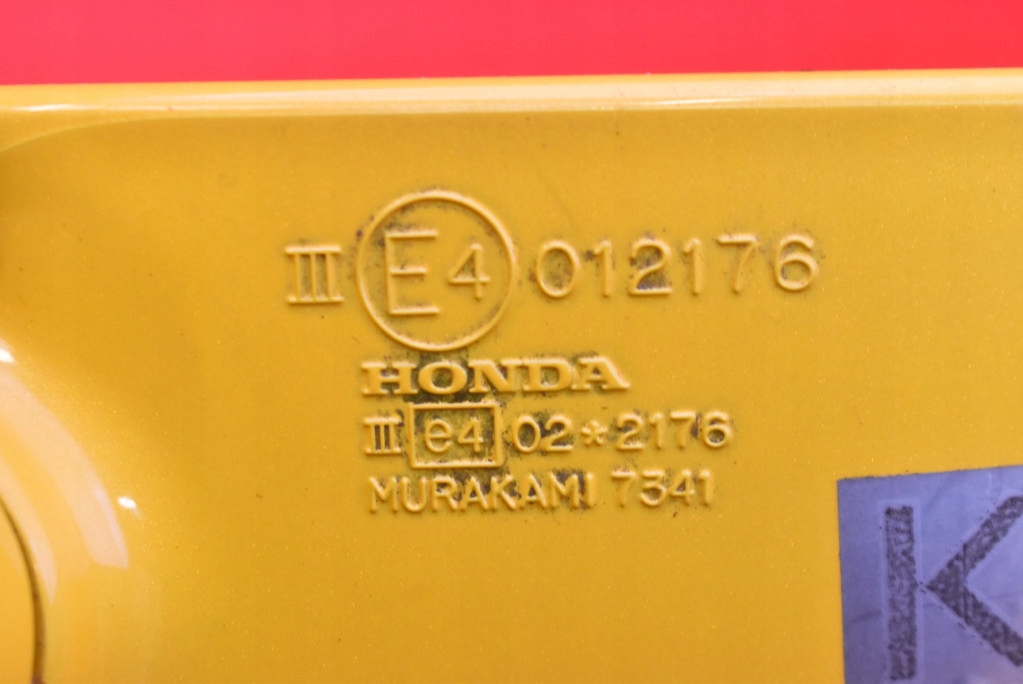 III E4 012176
HONDA
III e4 02*2176
MURAKAMI 7341
K